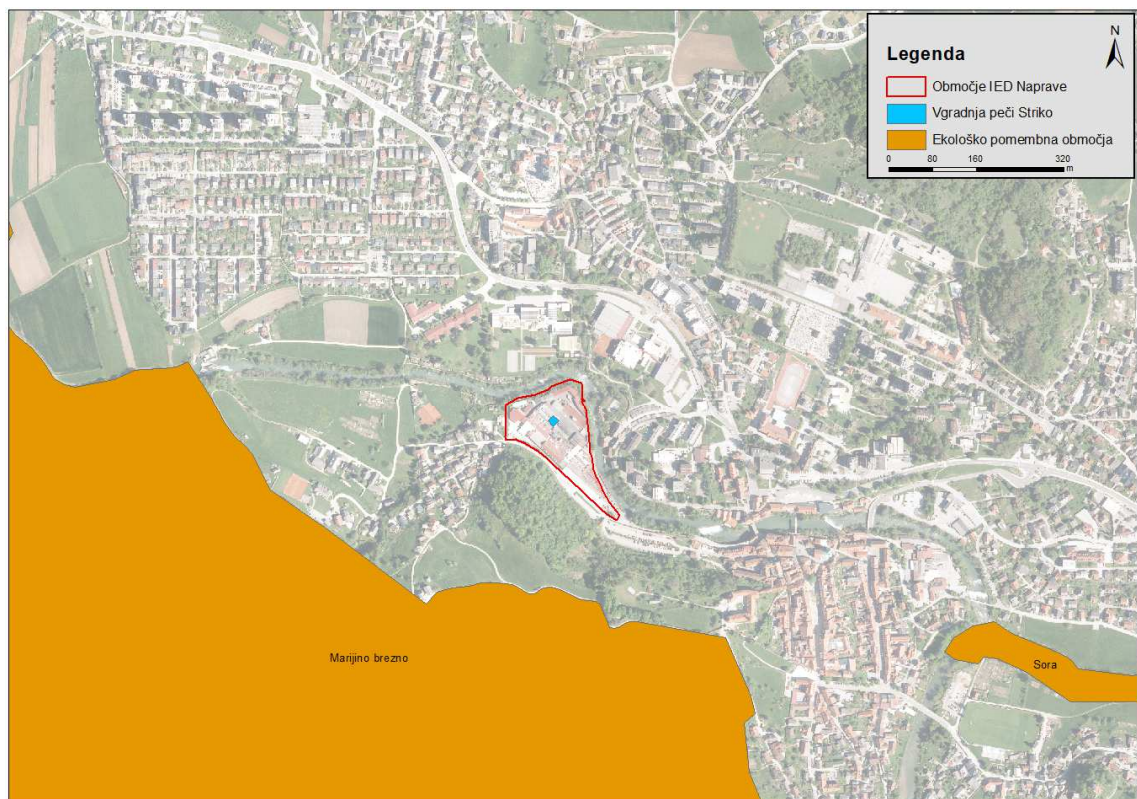 N
Legenda
Območje IED Naprave
Vgradnja peči Striko
Ekološko pomembna območja
0 80 160 320
m
Marijino brezno
Sora